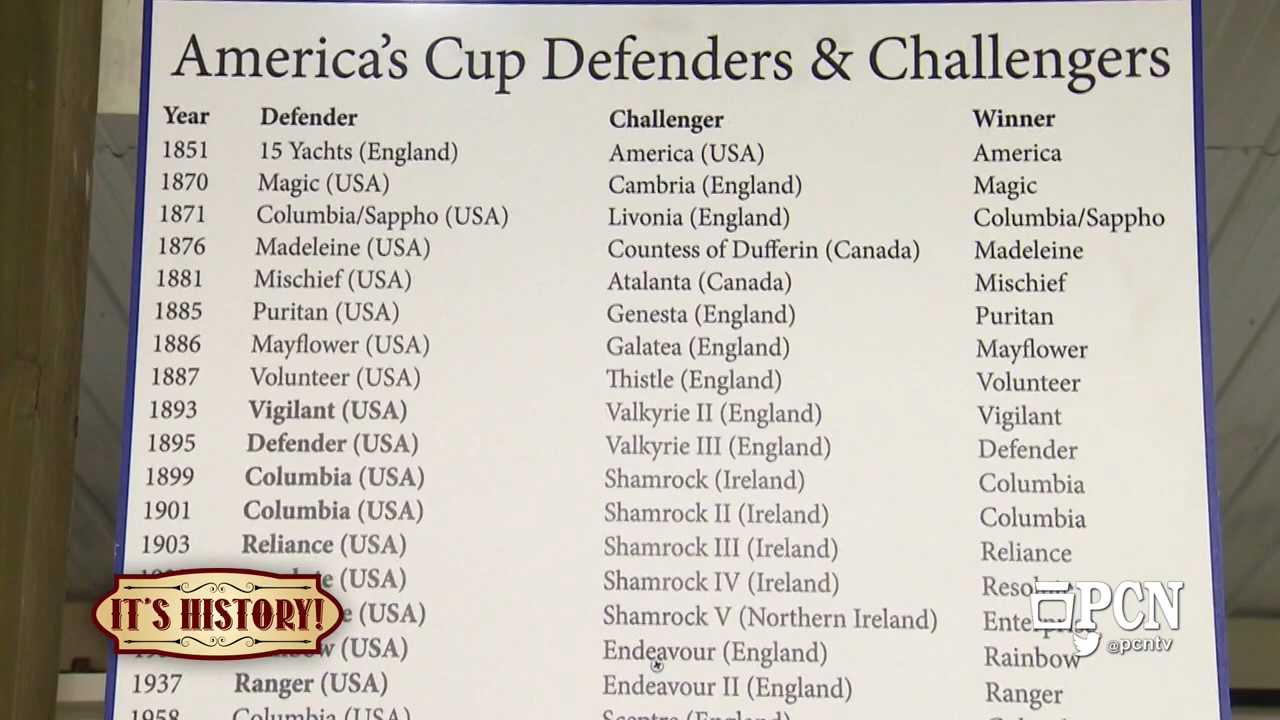 America's Cup Defenders & Challengers
Year Defender Challenger Winner
1851 15 Yachts (England) America (USA) America
1870 Magic (USA) Cambria (England) Magic
1871 Columbia/Sappho (USA) Livonia (England) Columbia/Sappho
1876 Madeleine (USA) Countess of Dufferin (Canada) Madeleine
1881 Mischief (USA) Atalanta (Canada) Mischief
1885 Puritan (USA) Genesta (England) Puritan
1886 Mayflower (USA) Galatea (England) Mayflower
1887 Volunteer (USA) Thistle (England) Volunteer
1893 Vigilant (USA) Valkyrie II (England) Vigilant
1895 Defender (USA) Valkyrie III (England) Defender
1899 Columbia (USA) Shamrock (Ireland) Columbia
1901 Columbia (USA) Shamrock II (Ireland) Columbia
1903 Reliance (USA) Shamrock III (Ireland) Reliance
(USA) Shamrock IV (Ireland)
(USA) Shamrock V (Northern Ireland)
(USA) Endeavour (England) Rainbow
1937 Ranger (USA) Endeavour II (England) Ranger
1958 Columbia (USA) Sceptre (England)
IT'S HISTORY!
PCN
@pcntv